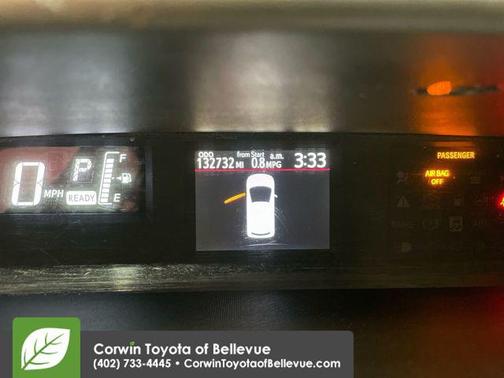 ODO from Start a.m.
132732 MI 0.8 MPG 3:33
0 MPH P F
READY E
PASSENGER
AIR BAG
OFF
Corwin Toyota of Bellevue
(402) 733-4445 • CorwinToyotaofBellevue.com